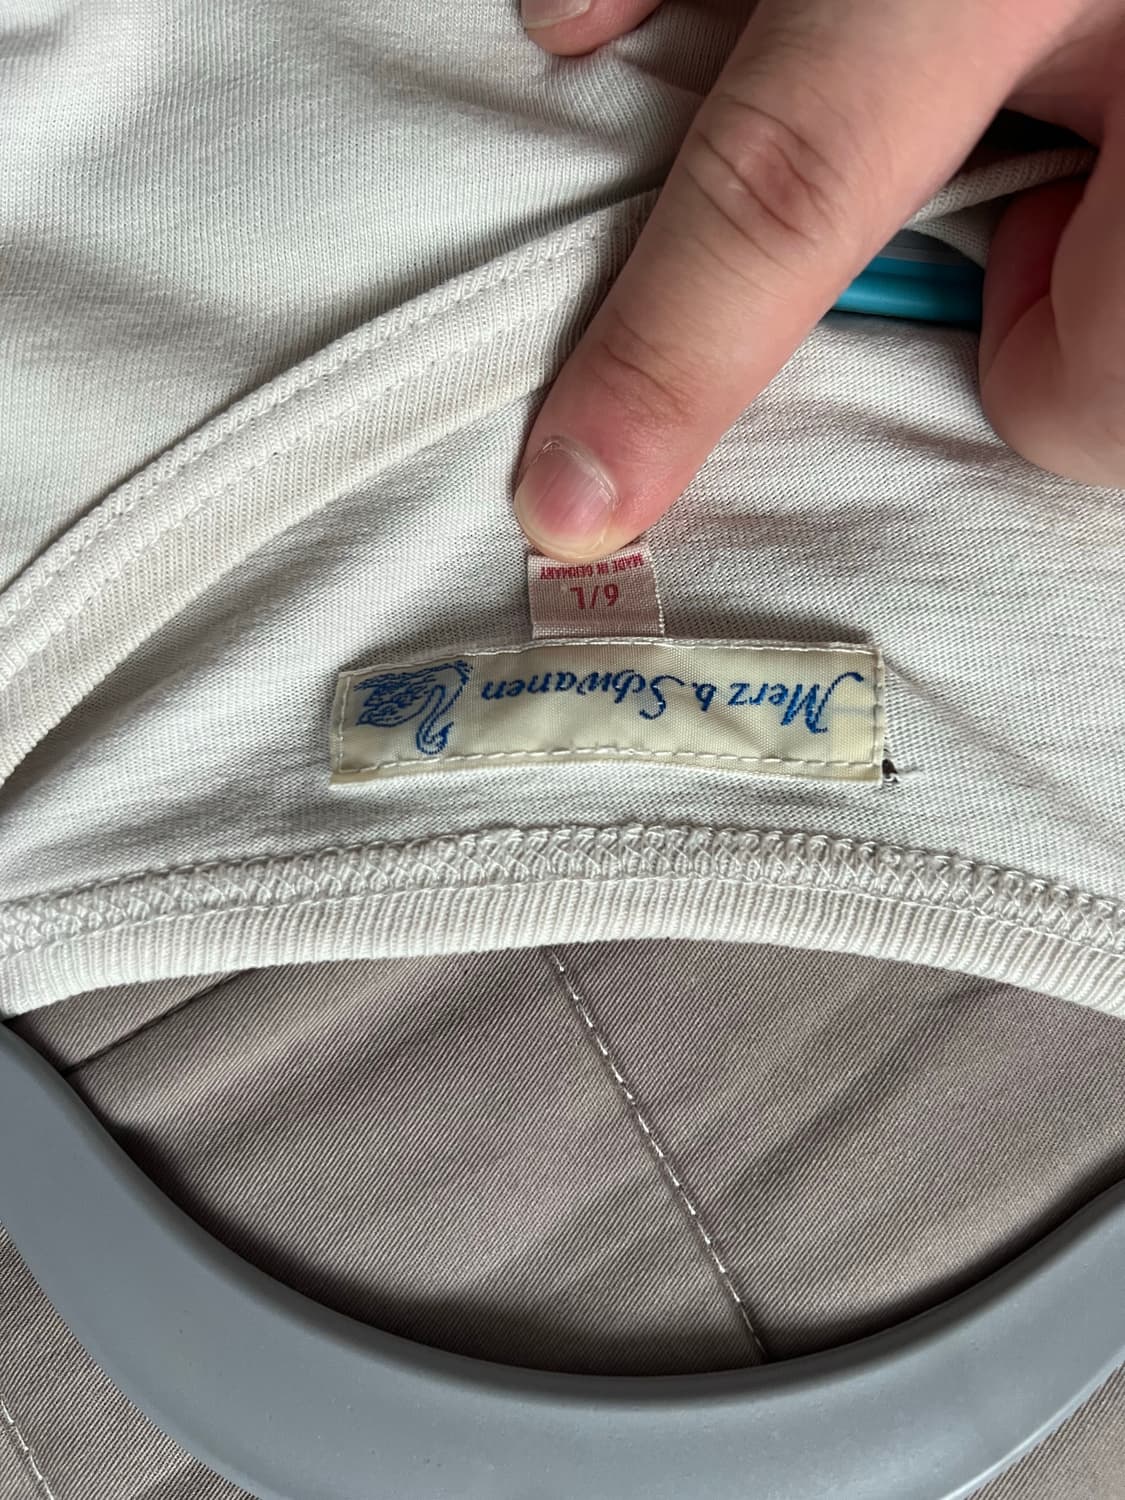 Merz b. Schwanen
6/L
MADE IN GERMANY